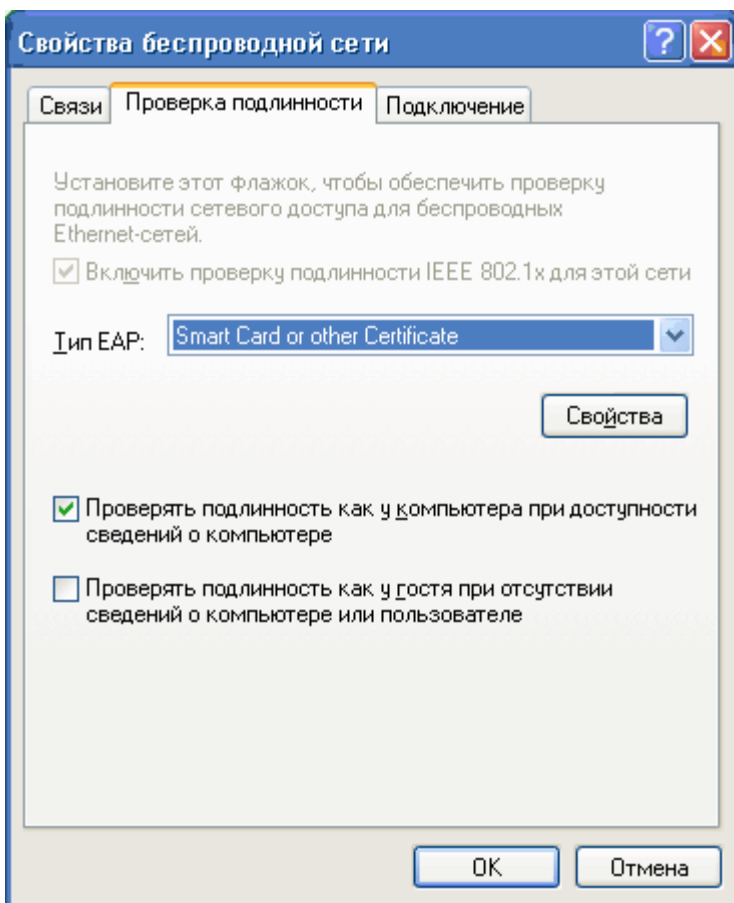 Свойства беспроводной сети
Связи
Проверка подлинности
Подключение
Установите этот флажок, чтобы обеспечить проверку
подлинности сетевого доступа для беспроводных
Ethernet-сетей.
Включить проверку подлинности IEEE 802.1x для этой сети
Тип EAP:
Smart Card or other Certificate
Свойства
Проверять подлинность как у компьютера при доступности
сведений о компьютере
Проверять подлинность как у гостя при отсутствии
сведений о компьютере или пользователе
OK
Отмена